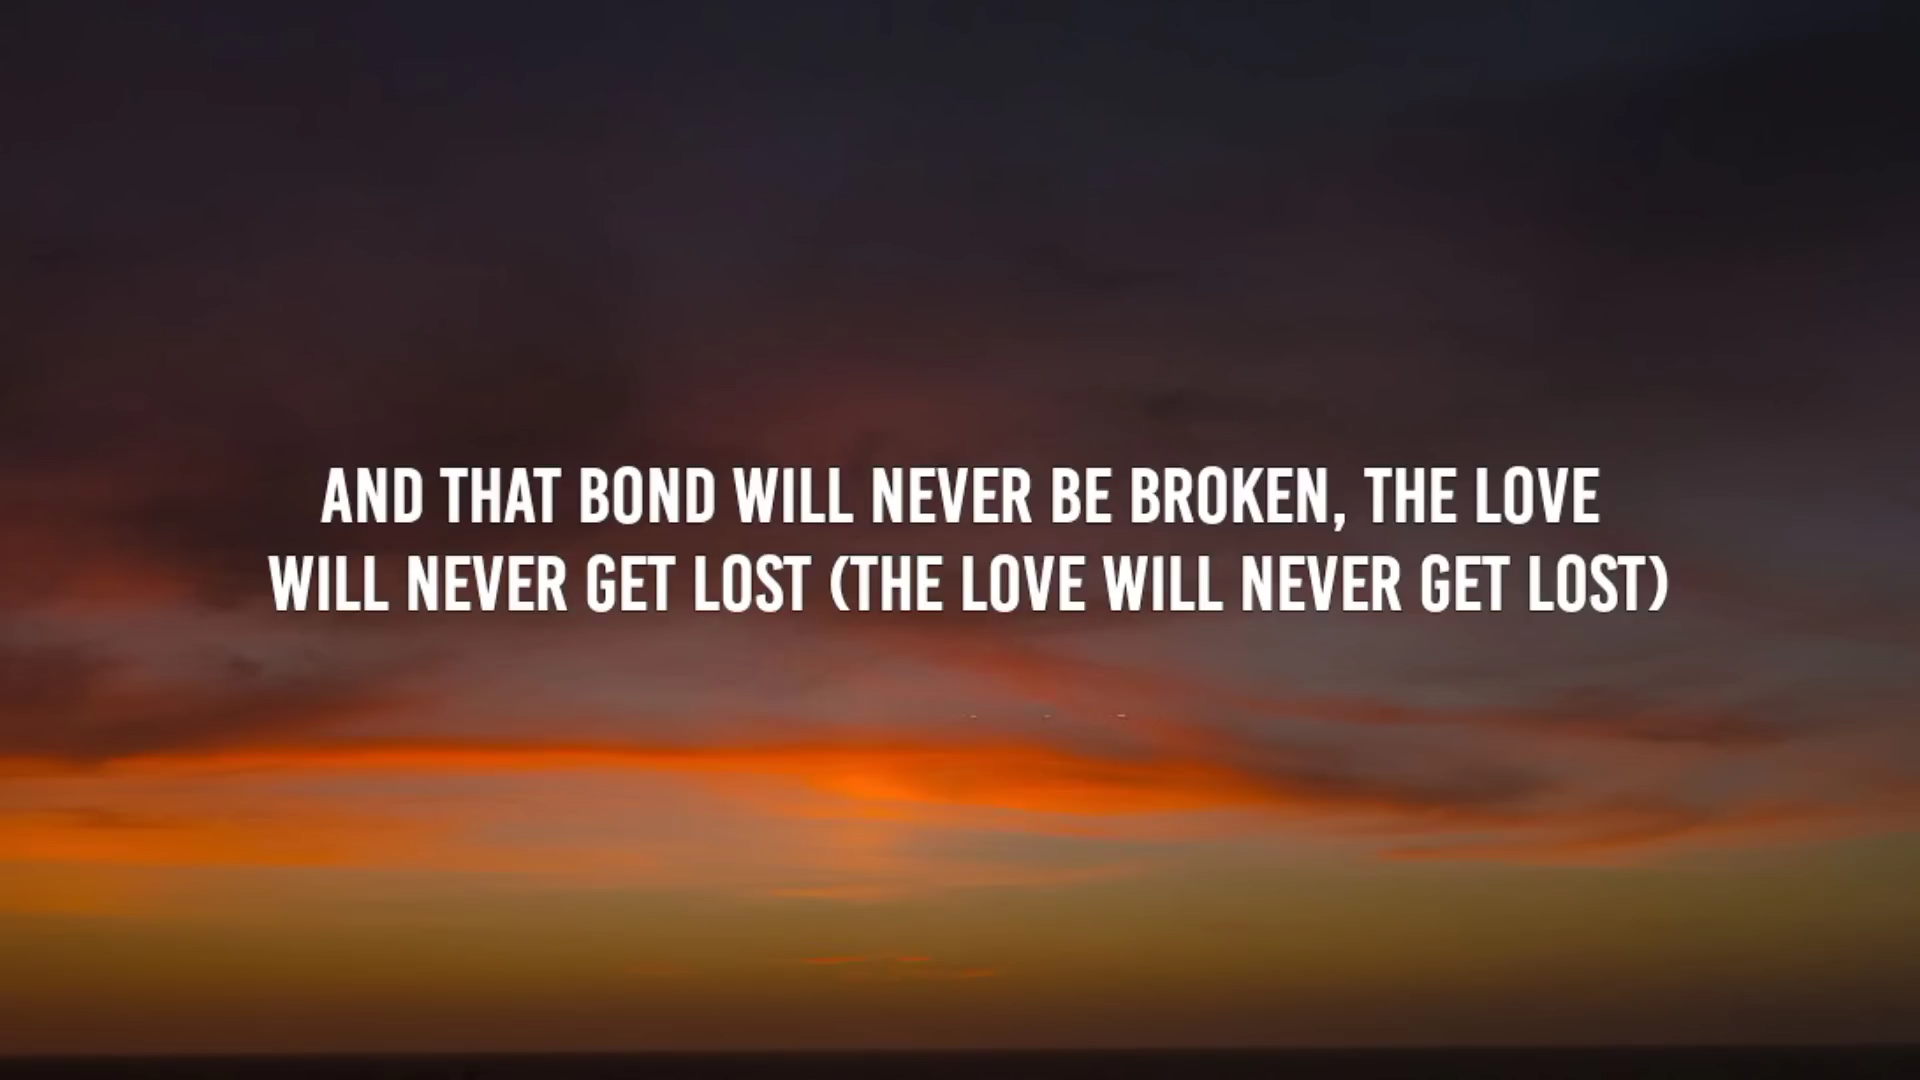 AND THAT BOND WILL NEVER BE BROKEN, THE LOVE
WILL NEVER GET LOST (THE LOVE WILL NEVER GET LOST)